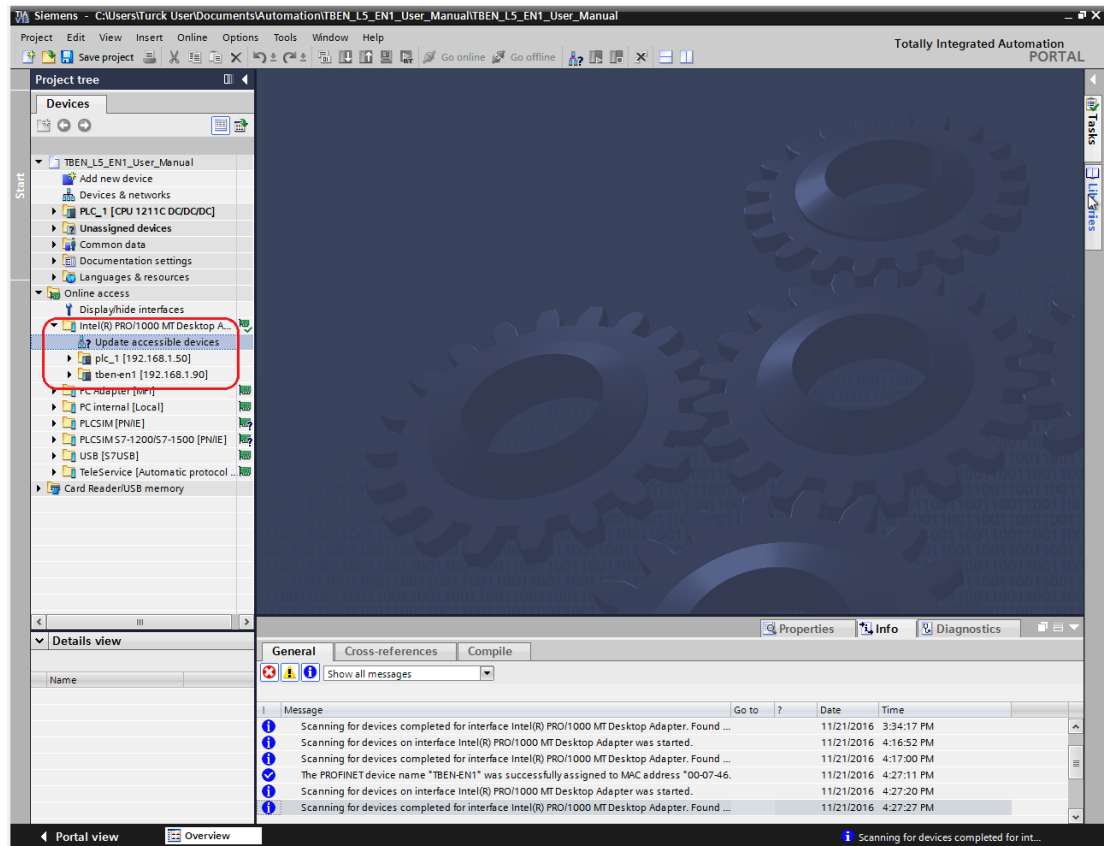 Siemens - C:\Users\Turck User\Documents\Automation\TBEN_L5_EN1_User_Manual\TBEN_L5_EN1_User_Manual
Project Edit View Insert Online Options Tools Window Help
Totally Integrated Automation
PORTAL
Save project Go online Go offline
Project tree
Devices
Start
TBEN_L5_EN1_User_Manual
Add new device
Devices & networks
PLC_1 [CPU 1211C DC/DC/DC]
Unassigned devices
Common data
Documentation settings
Languages & resources
Online access
Display/hide interfaces
Intel(R) PRO/1000 MT Desktop A...
Update accessible devices
plc_1 [192.168.1.50]
tben-en1 [192.168.1.90]
PC Adapter [MPI]
PC internal [Local]
PLCSIM [PN/IE]
PLCSIM S7-1200/S7-1500 [PN/IE]
USB [S7USB]
TeleService [Automatic protocol ...
Card Reader/USB memory
Tasks
Libraries
Details view
Name
Properties Info Diagnostics
General Cross-references Compile
Show all messages
! Message Go to ? Date Time
Scanning for devices completed for interface Intel(R) PRO/1000 MT Desktop Adapter. Found ... 11/21/2016 3:34:17 PM
Scanning for devices on interface Intel(R) PRO/1000 MT Desktop Adapter was started. 11/21/2016 4:16:52 PM
Scanning for devices completed for interface Intel(R) PRO/1000 MT Desktop Adapter. Found ... 11/21/2016 4:17:00 PM
The PROFINET device name "TBEN-EN1" was successfully assigned to MAC address "00-07-46. 11/21/2016 4:27:11 PM
Scanning for devices on interface Intel(R) PRO/1000 MT Desktop Adapter was started. 11/21/2016 4:27:20 PM
Scanning for devices completed for interface Intel(R) PRO/1000 MT Desktop Adapter. Found ... 11/21/2016 4:27:27 PM
Portal view Overview Scanning for devices completed for int...